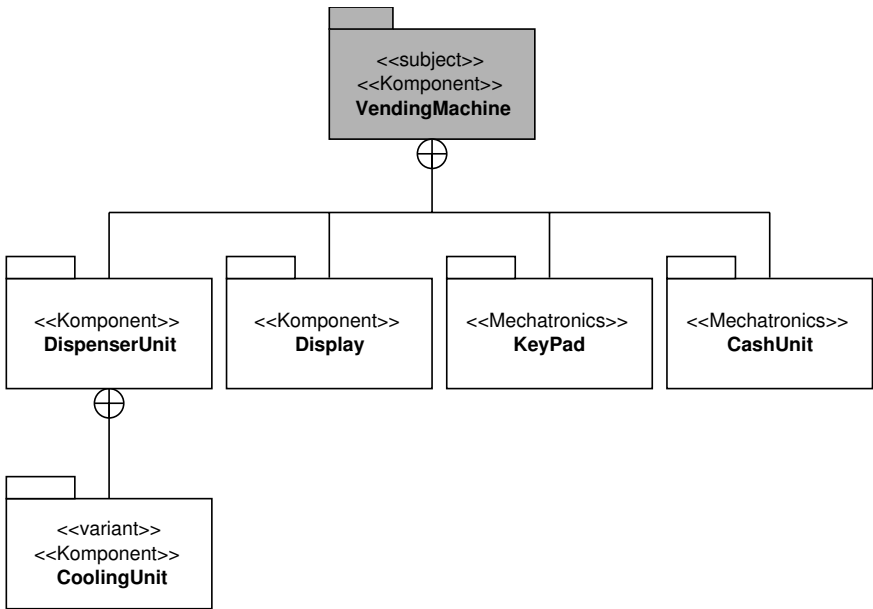 <<subject>>
<<Komponent>>
VendingMachine
<<Komponent>>
DispenserUnit
<<Komponent>>
Display
<<Mechatronics>>
KeyPad
<<Mechatronics>>
CashUnit
<<variant>>
<<Komponent>>
CoolingUnit